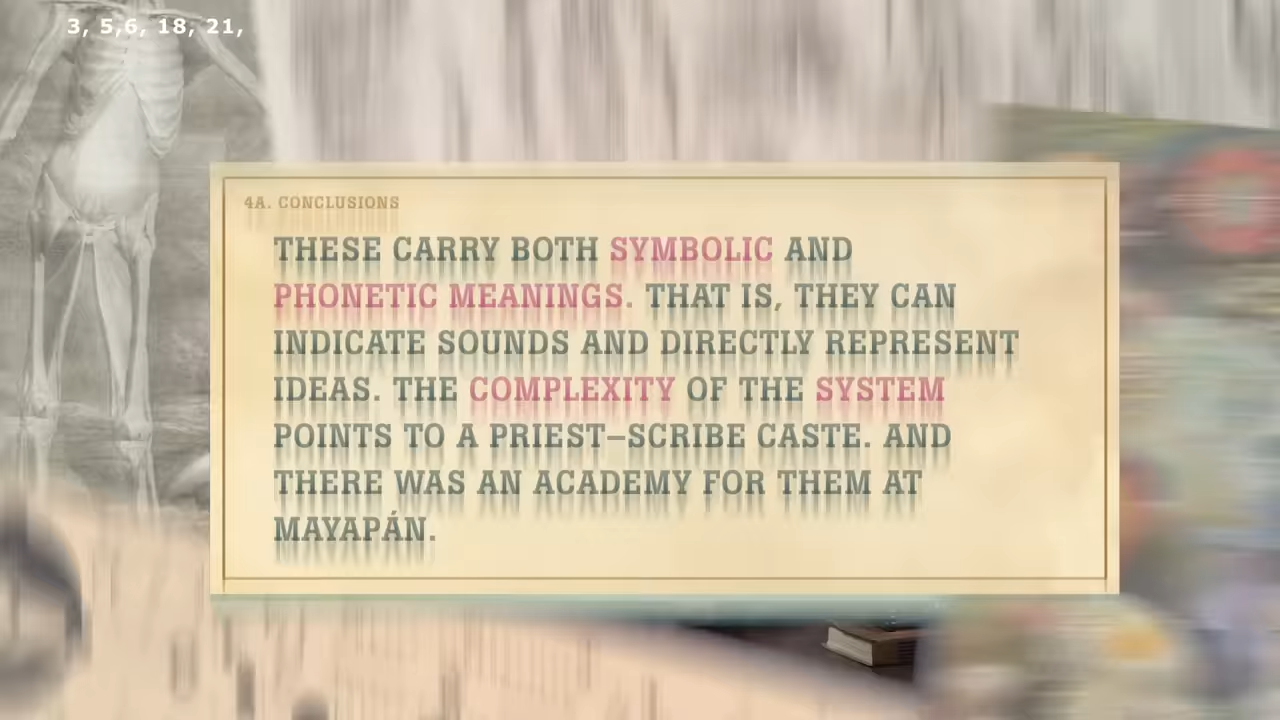 3, 5,6, 18, 21,
4A. CONCLUSIONS
THESE CARRY BOTH SYMBOLIC AND
PHONETIC MEANINGS. THAT IS, THEY CAN
INDICATE SOUNDS AND DIRECTLY REPRESENT
IDEAS. THE COMPLEXITY OF THE SYSTEM
POINTS TO A PRIEST–SCRIBE CASTE. AND
THERE WAS AN ACADEMY FOR THEM AT
MAYAPÁN.